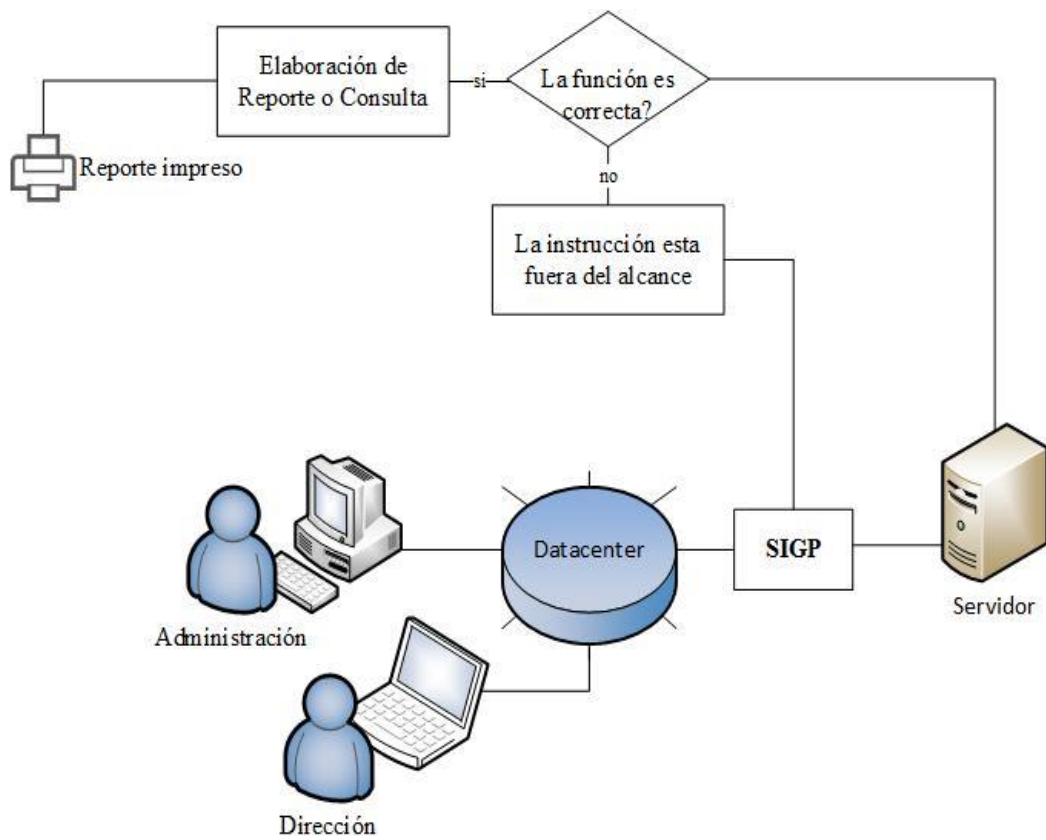 Elaboración de
Reporte o Consulta
si
La función es
correcta?
Reporte impreso
no
La instrucción esta
fuera del alcance
Datacenter
SIGP
Servidor
Administración
Dirección